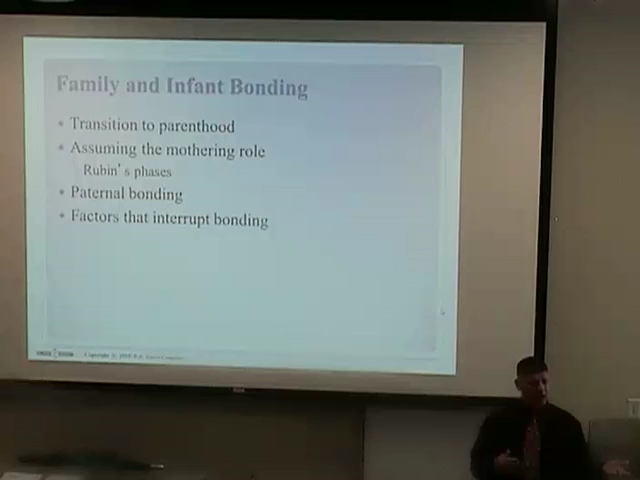 Family and Infant Bonding
• Transition to parenthood
• Assuming the mothering role
Rubin's phases
• Paternal bonding
• Factors that interrupt bonding